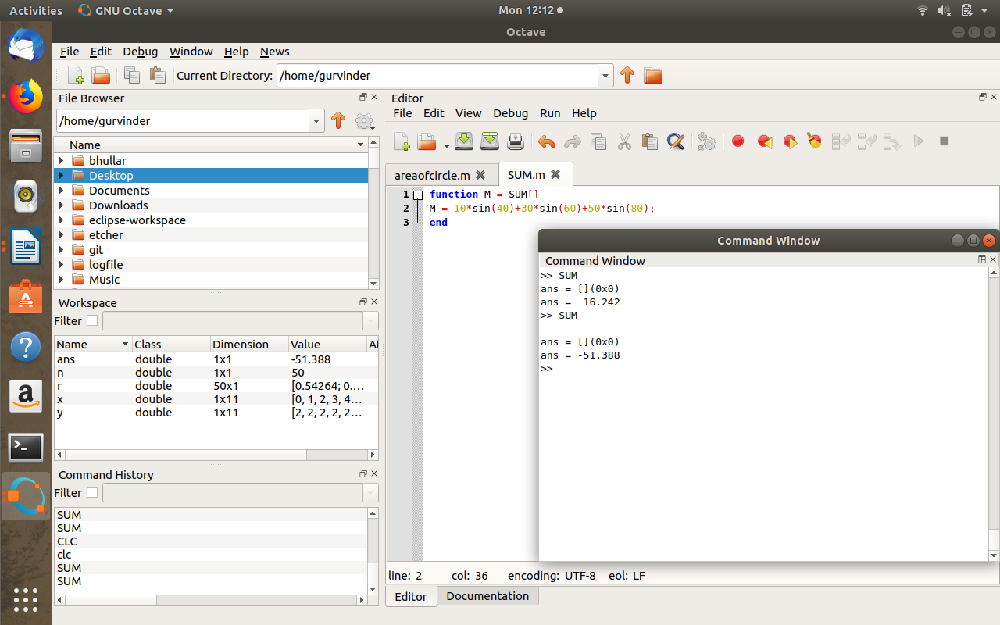 Activities GNU Octave Mon 12:12
Octave
File Edit Debug Window Help News
Current Directory: /home/gurvinder
File Browser
/home/gurvinder
Name
bhullar
Desktop
Documents
Downloads
eclipse-workspace
etcher
git
logfile
Music
Workspace
Filter
Name Class Dimension Value
ans double 1x1 -51.388
n double 1x1 50
r double 50x1 [0.54264; 0....
x double 1x11 [0, 1, 2, 3, 4...
y double 1x11 [2, 2, 2, 2, 2...
Command History
Filter
SUM
SUM
CLC
clc
SUM
SUM
Editor
File Edit View Debug Run Help
areaofcircle.m SUM.m
1 function M = SUM[]
2 M = 10*sin(40)+30*sin(60)+50*sin(80);
3 end
line: 2 col: 36 encoding: UTF-8 eol: LF
Editor Documentation
Command Window
Command Window
>> SUM
ans = [](0x0)
ans =  16.242
>> SUM
ans = [](0x0)
ans = -51.388
>>